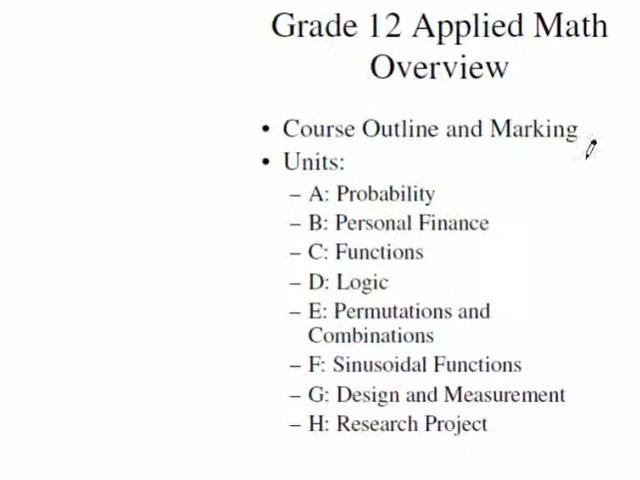 Grade 12 Applied Math
Overview
• Course Outline and Marking
• Units:
– A: Probability
– B: Personal Finance
– C: Functions
– D: Logic
– E: Permutations and
Combinations
– F: Sinusoidal Functions
– G: Design and Measurement
– H: Research Project